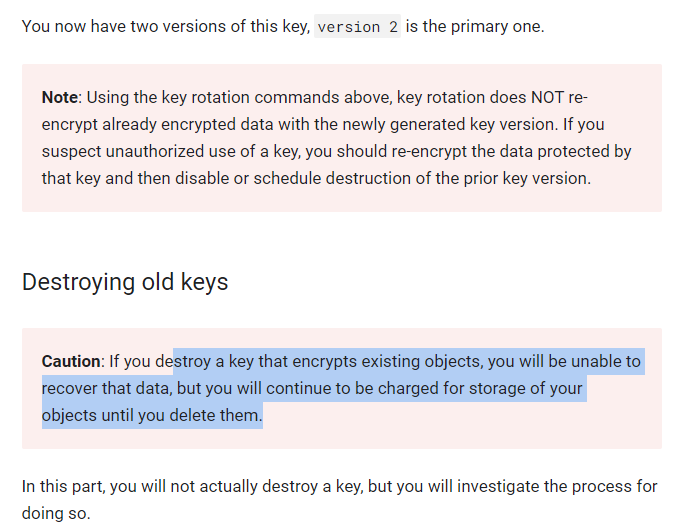 You now have two versions of this key, version 2 is the primary one.
Note: Using the key rotation commands above, key rotation does NOT re-
encrypt already encrypted data with the newly generated key version. If you
suspect unauthorized use of a key, you should re-encrypt the data protected by
that key and then disable or schedule destruction of the prior key version.
Destroying old keys
Caution: If you destroy a key that encrypts existing objects, you will be unable to
recover that data, but you will continue to be charged for storage of your
objects until you delete them.
In this part, you will not actually destroy a key, but you will investigate the process for
doing so.